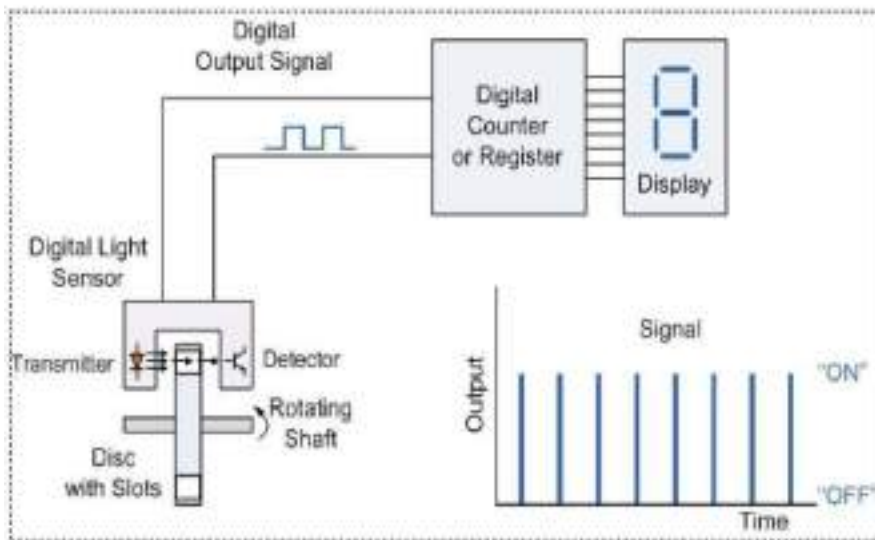 Digital
Output Signal
Digital
Counter
or Register
Display
Digital Light
Sensor
Transmitter
Detector
Rotating
Shaft
Disc
with Slots
Signal
Output
"ON"
"OFF"
Time